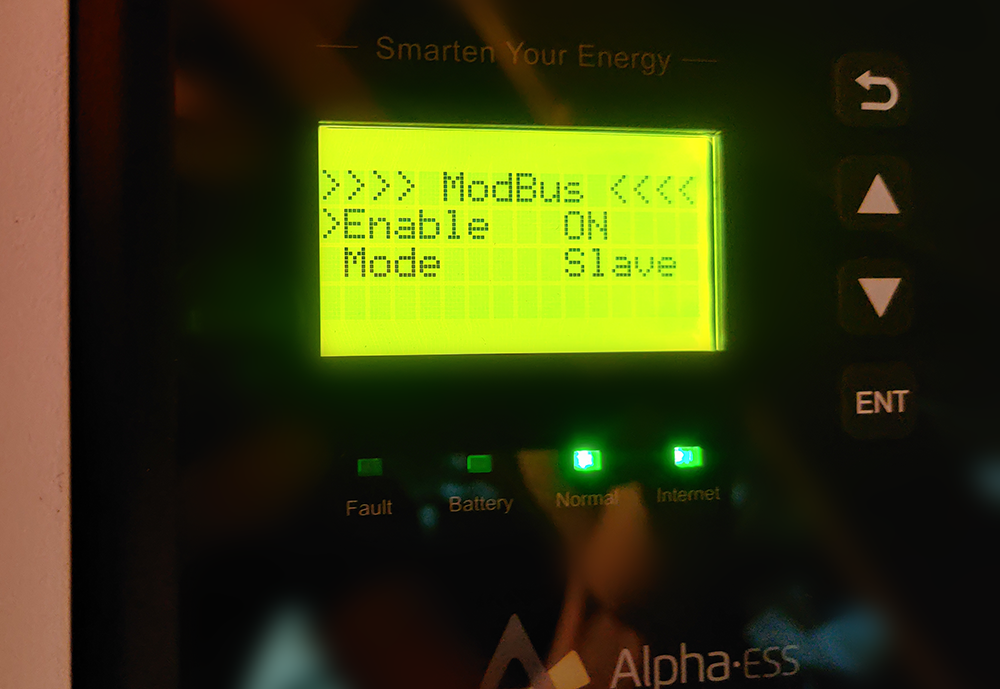 Smarten Your Energy
>>>> ModBus <<<<
>Enable ON
Mode Slave
ENT
Fault Battery Normal Internet
Alpha·ESS